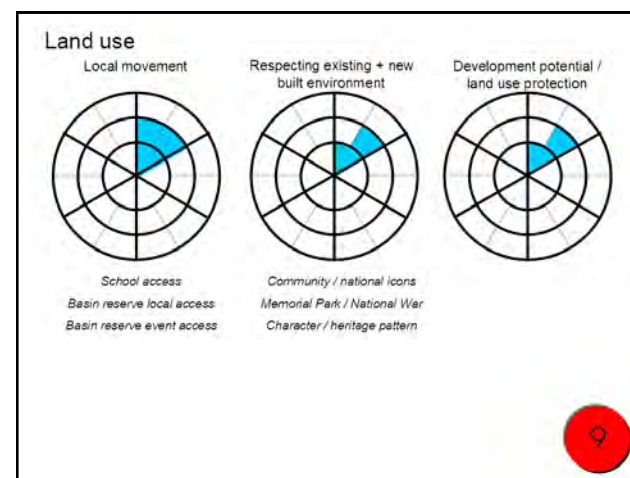 Land use
Local movement
Respecting existing + new
built environment
Development potential /
land use protection
School access
Basin reserve local access
Basin reserve event access
Community / national icons
Memorial Park / National War
Character / heritage pattern
9